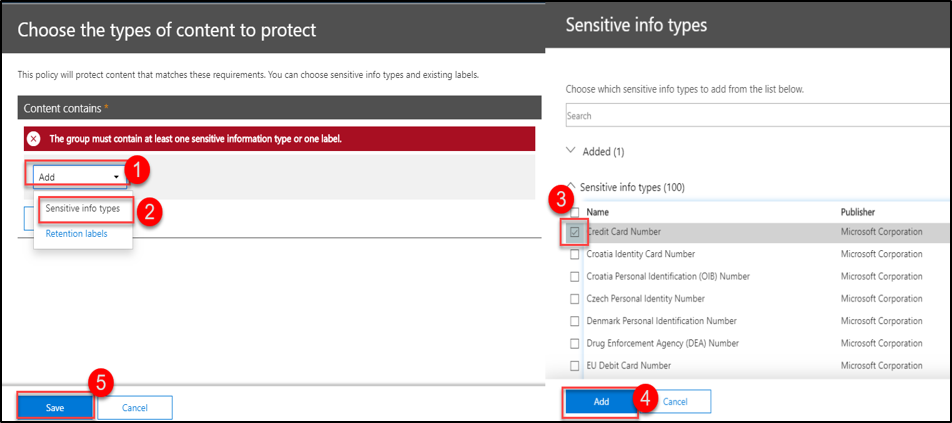 Choose the types of content to protect
This policy will protect content that matches these requirements. You can choose sensitive info types and existing labels.
Content contains *
The group must contain at least one sensitive information type or one label.
Add
1
Sensitive info types
2
Retention labels
5
Save
Cancel
Sensitive info types
Choose which sensitive info types to add from the list below.
Search
Added (1)
Sensitive info types (100)
3
Name Publisher
Credit Card Number Microsoft Corporation
Croatia Identity Card Number Microsoft Corporation
Croatia Personal Identification (OIB) Number Microsoft Corporation
Czech Personal Identity Number Microsoft Corporation
Denmark Personal Identification Number Microsoft Corporation
Drug Enforcement Agency (DEA) Number Microsoft Corporation
EU Debit Card Number Microsoft Corporation
Add
4
Cancel